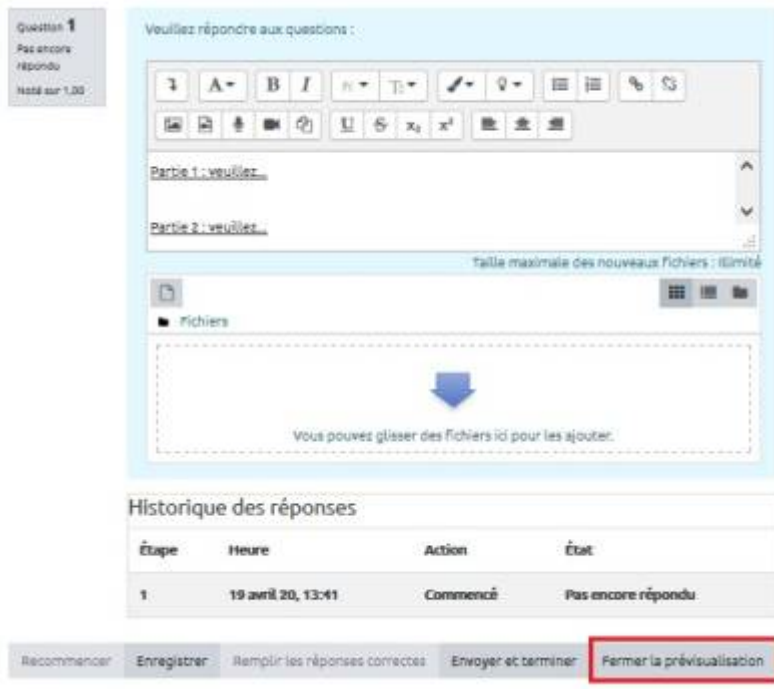 Question 1
Pas encore
répondu
Noté sur 1,00
Veuillez répondre aux questions :
Partie 1 : veuillez...
Partie 2 : veuillez...
Taille maximale des nouveaux fichiers : Illimité
Fichiers
Vous pouvez glisser des fichiers ici pour les ajouter.
Historique des réponses
Étape Heure Action État
1 19 avril 20, 13:41 Commencé Pas encore répondu
Recommencer Enregistrer Remplir les réponses correctes Envoyer et terminer Fermer la prévisualisation